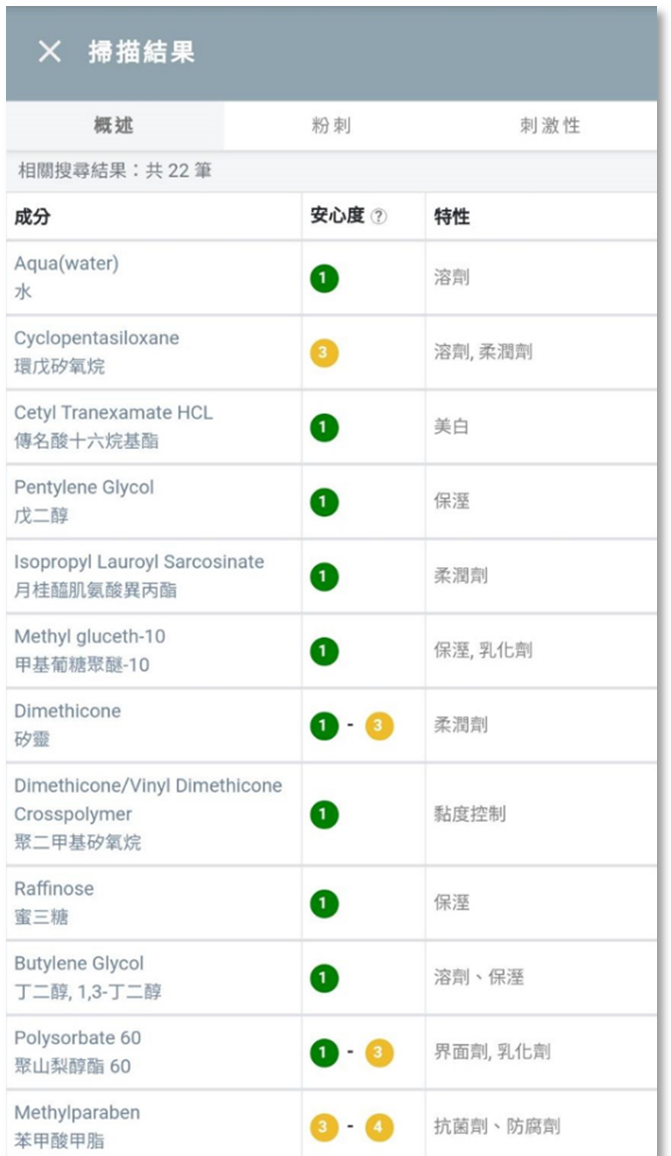 掃描結果
概述 粉刺 刺激性
相關搜尋結果：共 22 筆
成分 安心度 ? 特性
Aqua(water)
水
1
溶劑
Cyclopentasiloxane
環戊矽氧烷
3
溶劑, 柔潤劑
Cetyl Tranexamate HCL
傳名酸十六烷基酯
1
美白
Pentylene Glycol
戊二醇
1
保溼
Isopropyl Lauroyl Sarcosinate
月桂醯肌氨酸異丙酯
1
柔潤劑
Methyl gluceth-10
甲基葡糖聚醚-10
1
保溼, 乳化劑
Dimethicone
矽靈
1 - 3
柔潤劑
Dimethicone/Vinyl Dimethicone
Crosspolymer
聚二甲基矽氧烷
1
黏度控制
Raffinose
蜜三糖
1
保溼
Butylene Glycol
丁二醇, 1,3-丁二醇
1
溶劑、保溼
Polysorbate 60
聚山梨醇酯 60
1 - 3
界面劑, 乳化劑
Methylparaben
苯甲酸甲脂
3 - 4
抗菌劑、防腐劑